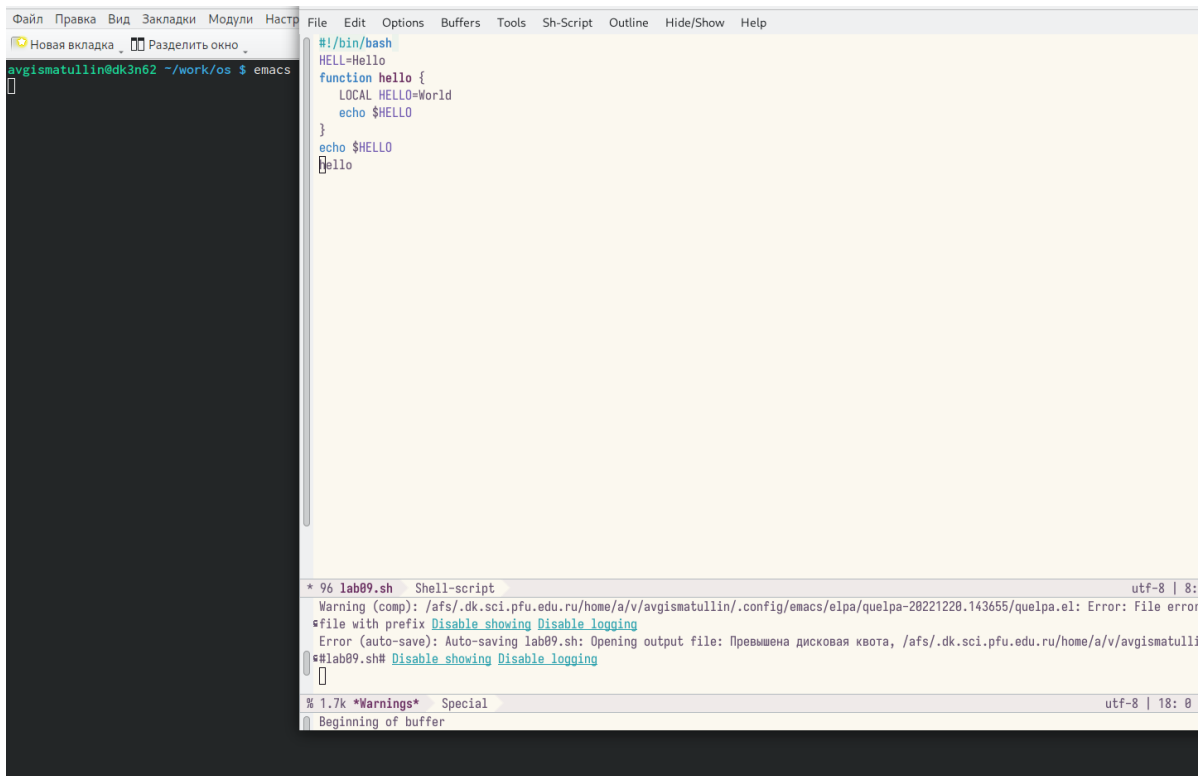 Файл Правка Вид Закладки Модули Настр
Новая вкладка Разделить окно
avgismatullin@dk3n62 ~/work/os $ emacs
File Edit Options Buffers Tools Sh-Script Outline Hide/Show Help
#!/bin/bash
HELL=Hello
function hello {
LOCAL HELLO=World
echo $HELLO
}
echo $HELLO
hello
* 96 lab09.sh Shell-script utf-8 | 8:
Warning (comp): /afs/.dk.sci.pfu.edu.ru/home/a/v/avgismatullin/.config/emacs/elpa/quelpa-20221220.143655/quelpa.el: Error: File error
file with prefix Disable showing Disable logging
Error (auto-save): Auto-saving lab09.sh: Opening output file: Превышена дисковая квота, /afs/.dk.sci.pfu.edu.ru/home/a/v/avgismatulli
#lab09.sh# Disable showing Disable logging
% 1.7k *Warnings* Special utf-8 | 18: 0
Beginning of buffer